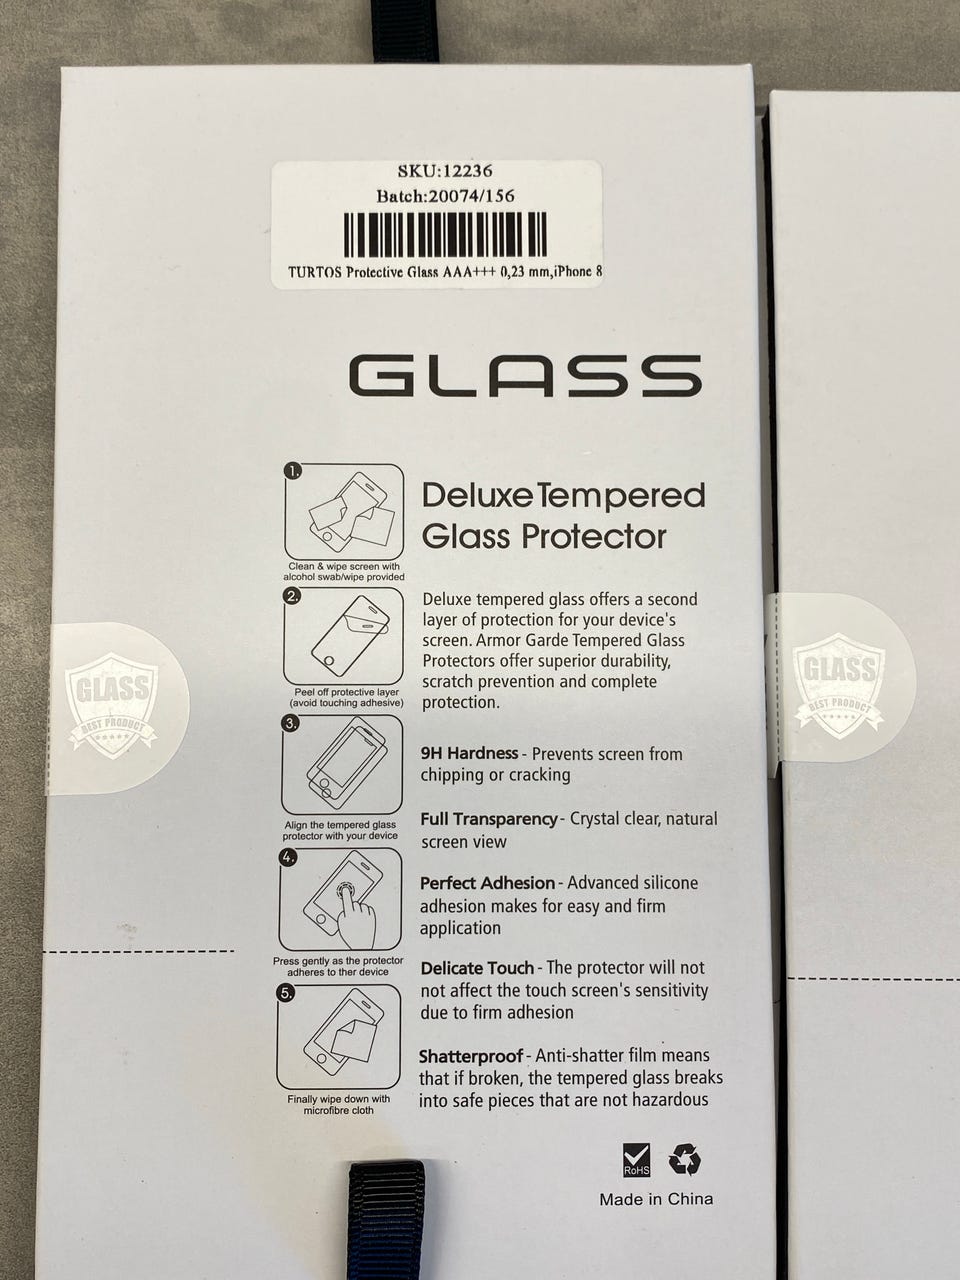 SKU:12236
Batch:20074/156
TURTOS Protective Glass AAA+++ 0,23 mm,iPhone 8
GLASS
1.
Clean & wipe screen with
alcohol swab/wipe provided
2.
Peel off protective layer
(avoid touching adhesive)
3.
Align the tempered glass
protector with your device
4.
Press gently as the protector
adheres to ther device
5.
Finally wipe down with
microfibre cloth
Deluxe Tempered
Glass Protector
Deluxe tempered glass offers a second
layer of protection for your device's
screen. Armor Garde Tempered Glass
Protectors offer superior durability,
scratch prevention and complete
protection.
9H Hardness - Prevents screen from
chipping or cracking
Full Transparency - Crystal clear, natural
screen view
Perfect Adhesion - Advanced silicone
adhesion makes for easy and firm
application
Delicate Touch - The protector will not
not affect the touch screen's sensitivity
due to firm adhesion
Shatterproof - Anti-shatter film means
that if broken, the tempered glass breaks
into safe pieces that are not hazardous
RoHS
Made in China
GLASS
BEST PRODUCT
GLASS
BEST PRODUCT